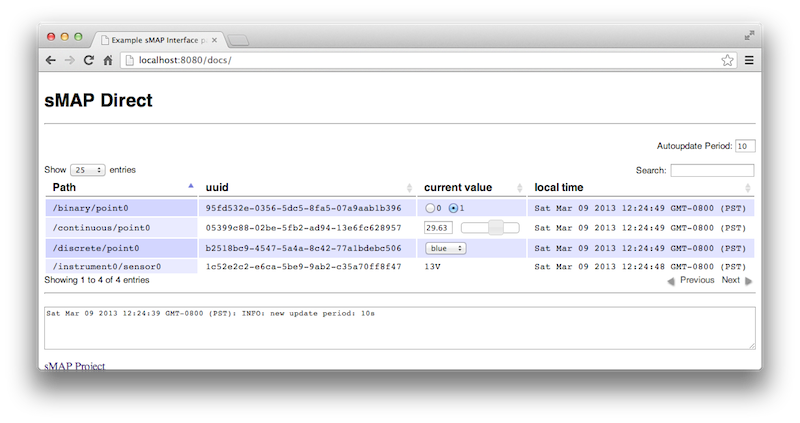 Example sMAP Interface p
localhost:8080/docs/
sMAP Direct
Autoupdate Period: 10
Show 25 entries Search:
Path uuid current value local time
/binary/point0 95fd532e-0356-5dc5-8fa5-07a9aab1b396 0 1 Sat Mar 09 2013 12:24:49 GMT-0800 (PST)
/continuous/point0 05399c88-02be-5fb2-ad94-13e6fc628957 29.63 Sat Mar 09 2013 12:24:49 GMT-0800 (PST)
/discrete/point0 b2518bc9-4547-5a4a-8c42-77a1bdebc506 blue Sat Mar 09 2013 12:24:49 GMT-0800 (PST)
/instrument0/sensor0 1c52e2c2-e6ca-5be9-9ab2-c35a70ff8f47 13V Sat Mar 09 2013 12:24:48 GMT-0800 (PST)
Showing 1 to 4 of 4 entries Previous Next
Sat Mar 09 2013 12:24:39 GMT-0800 (PST): INFO: new update period: 10s
sMAP Project